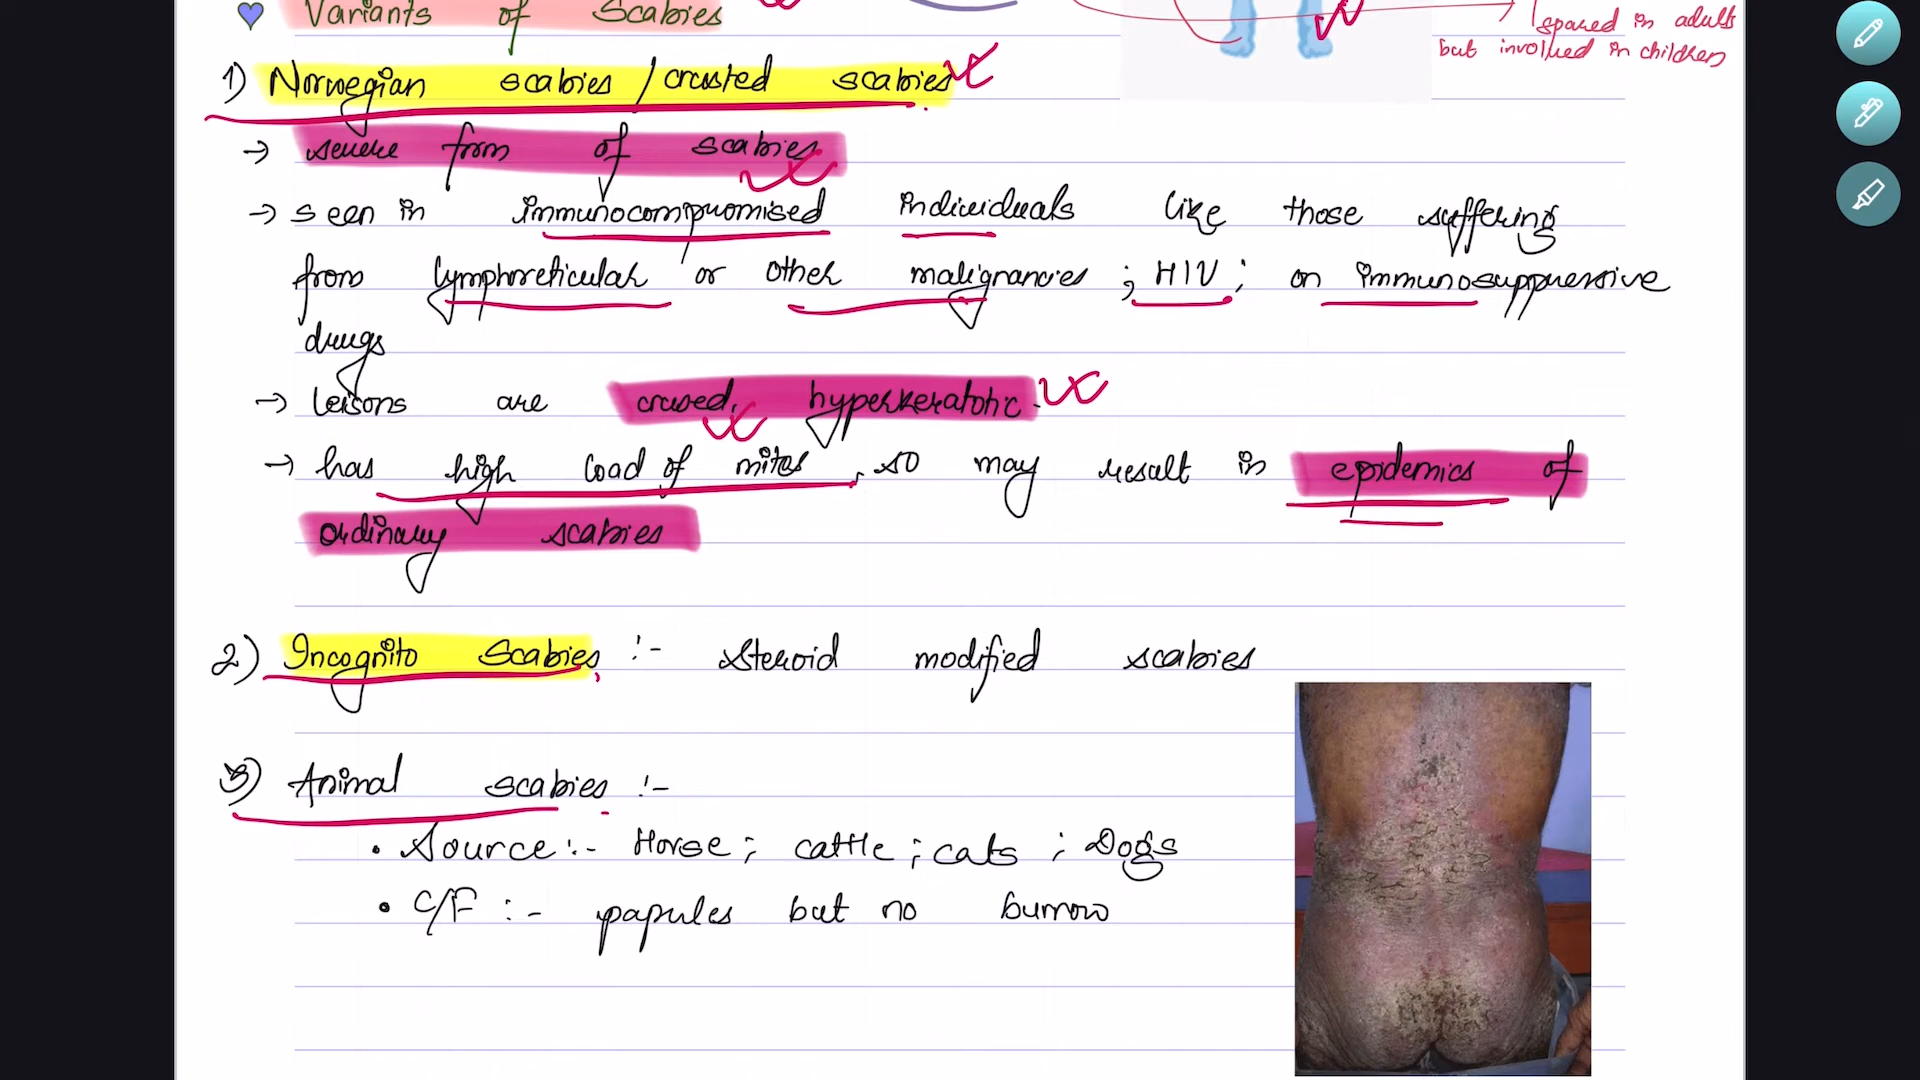 Variants of Scabies
spared in adults
but involved in children
1) Norwegian scabies / crusted scabies
→ severe form of scabies
→ seen in immunocompromised individuals like those suffering
from lymphoreticular or other malignancies ; HIV ; on immunosuppressive
drugs
→ leisons are crused, hyperkeratotic.
→ has high load of mites, so may result in epidemics of
ordinary scabies
2) Incognito Scabies :- Steroid modified scabies
3) Animal scabies :-
• Source :- Horse ; cattle ; cats ; Dogs
• C/F :- papules but no burrow